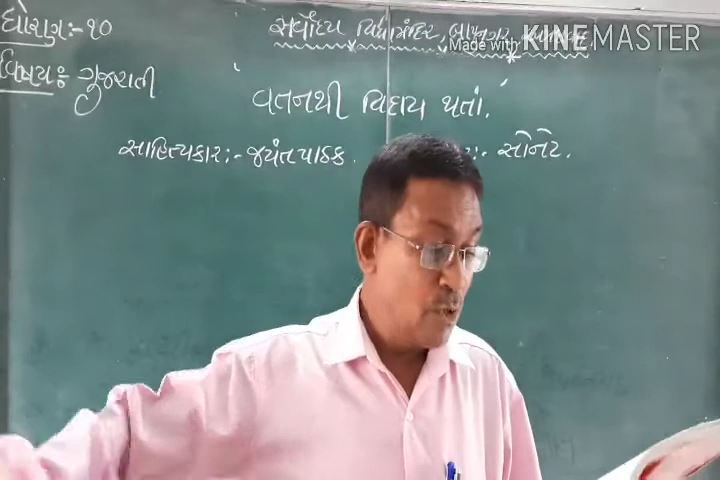 ધોરણ:-૧૦
સર્વોદય વિદ્યામંદિર,
Made with KINEMASTER
વિષય: ગુજરાતી
'વતનથી વિદાય થતાં.'
સાહિત્યકાર:- જયંત પાઠક. :- સોનેટ.